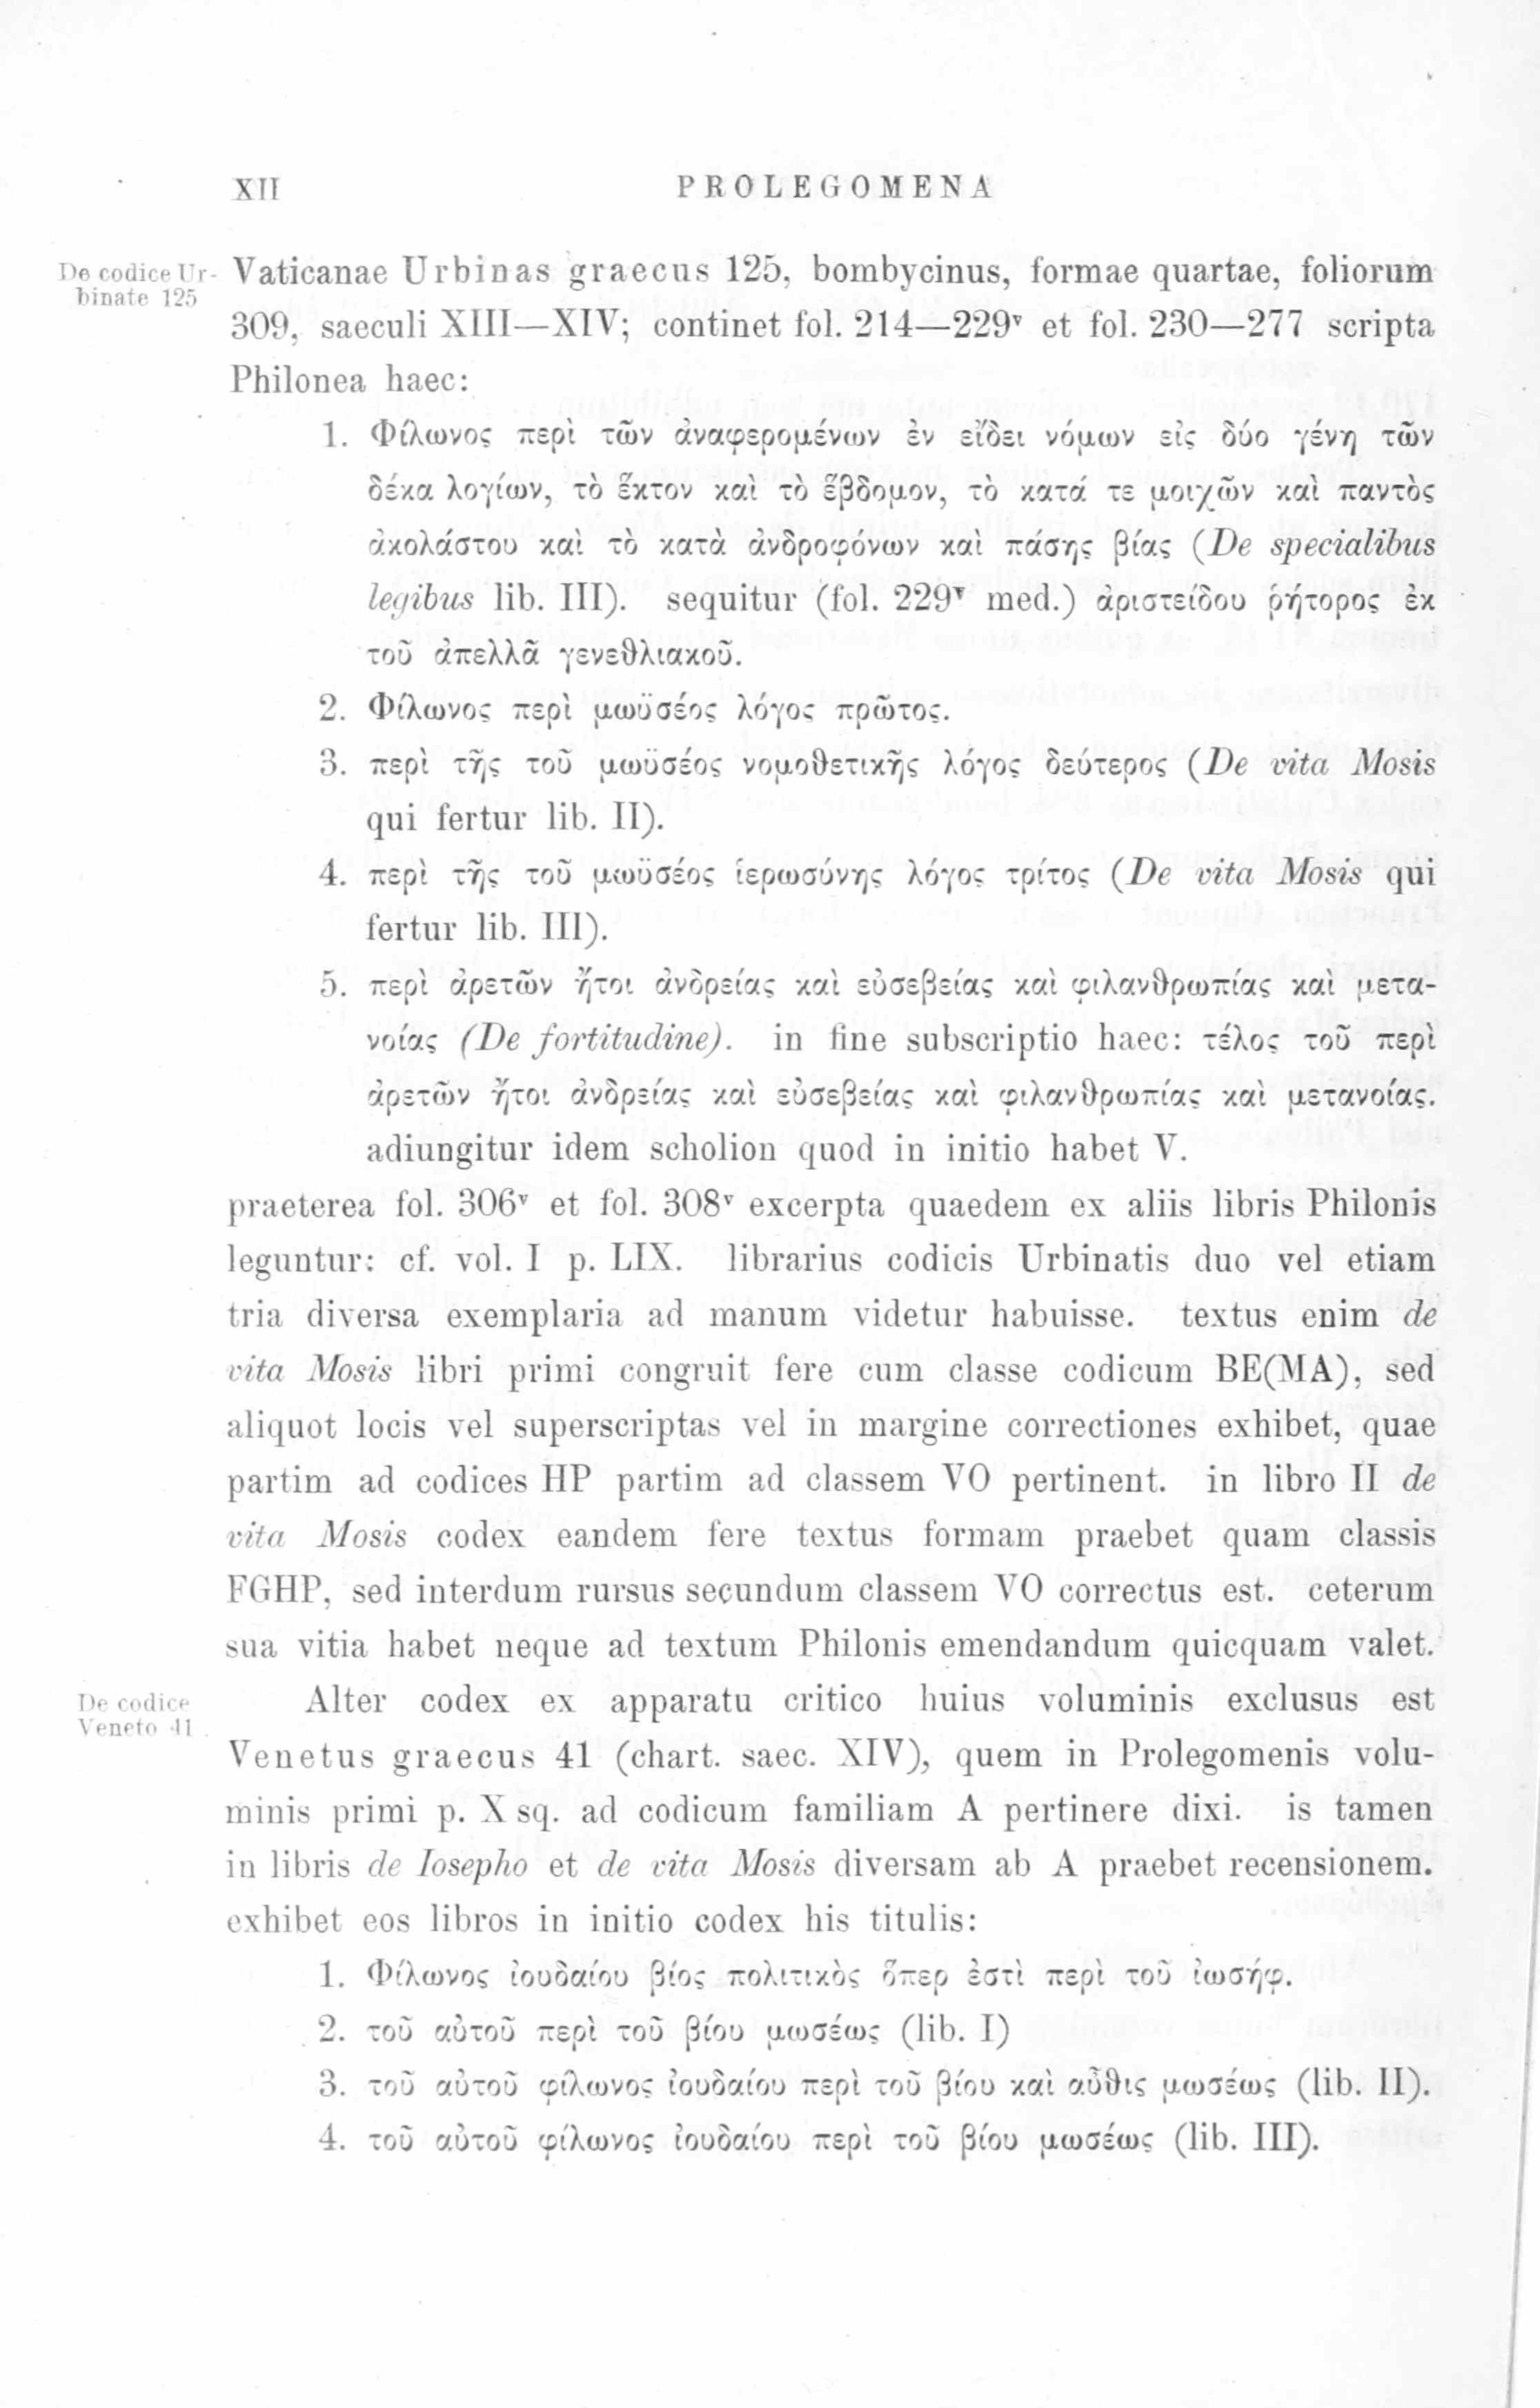 XII PROLEGOMENA
De codice Ur-
binate 125
Vaticanae Urbinas graecus 125, bombycinus, formae quartae, foliorum
309, saeculi XIII—XIV; continet fol. 214—229ᵛ et fol. 230—277 scripta
Philonea haec:
1. Φίλωνος περὶ τῶν ἀναφερομένων ἐν εἴδει νόμων εἰς δύο γένη τῶν
δέκα λογίων, τὸ ἕκτον καὶ τὸ ἕβδομον, τὸ κατά τε μοιχῶν καὶ παντὸς
ἀκολάστου καὶ τὸ κατὰ ἀνδροφόνων καὶ πάσης βίας (De specialibus
legibus lib. III). sequitur (fol. 229ᵛ med.) ἀριστείδου ῥήτορος ἐκ
τοῦ ἀπελλᾶ γενεθλιακοῦ.
2. Φίλωνος περὶ μωϋσέος λόγος πρῶτος.
3. περὶ τῆς τοῦ μωϋσέος νομοθετικῆς λόγος δεύτερος (De vita Mosis
qui fertur lib. II).
4. περὶ τῆς τοῦ μωϋσέος ἱερωσύνης λόγος τρίτος (De vita Mosis qui
fertur lib. III).
5. περὶ ἀρετῶν ἤτοι ἀνδρείας καὶ εὐσεβείας καὶ φιλανθρωπίας καὶ μετα-
νοίας (De fortitudine). in fine subscriptio haec: τέλος τοῦ περὶ
ἀρετῶν ἤτοι ἀνδρείας καὶ εὐσεβείας καὶ φιλανθρωπίας καὶ μετανοίας.
adiungitur idem scholion quod in initio habet V.
praeterea fol. 306ᵛ et fol. 308ᵛ excerpta quaedem ex aliis libris Philonis
leguntur: cf. vol. I p. LIX. librarius codicis Urbinatis duo vel etiam
tria diversa exemplaria ad manum videtur habuisse. textus enim de
vita Mosis libri primi congruit fere cum classe codicum BE(MA), sed
aliquot locis vel superscriptas vel in margine correctiones exhibet, quae
partim ad codices HP partim ad classem VO pertinent. in libro II de
vita Mosis codex eandem fere textus formam praebet quam classis
FGHP, sed interdum rursus secundum classem VO correctus est. ceterum
sua vitia habet neque ad textum Philonis emendandum quicquam valet.
De codice
Veneto 41
Alter codex ex apparatu critico huius voluminis exclusus est
Venetus graecus 41 (chart. saec. XIV), quem in Prolegomenis volu-
minis primi p. X sq. ad codicum familiam A pertinere dixi. is tamen
in libris de Iosepho et de vita Mosis diversam ab A praebet recensionem.
exhibet eos libros in initio codex his titulis:
1. Φίλωνος ἰουδαίου βίος πολιτικὸς ὅπερ ἐστὶ περὶ τοῦ ἰωσήφ.
2. τοῦ αὐτοῦ περὶ τοῦ βίου μωσέως (lib. I)
3. τοῦ αὐτοῦ φίλωνος ἰουδαίου περὶ τοῦ βίου καὶ αὖθις μωσέως (lib. II).
4. τοῦ αὐτοῦ φίλωνος ἰουδαίου περὶ τοῦ βίου μωσέως (lib. III).